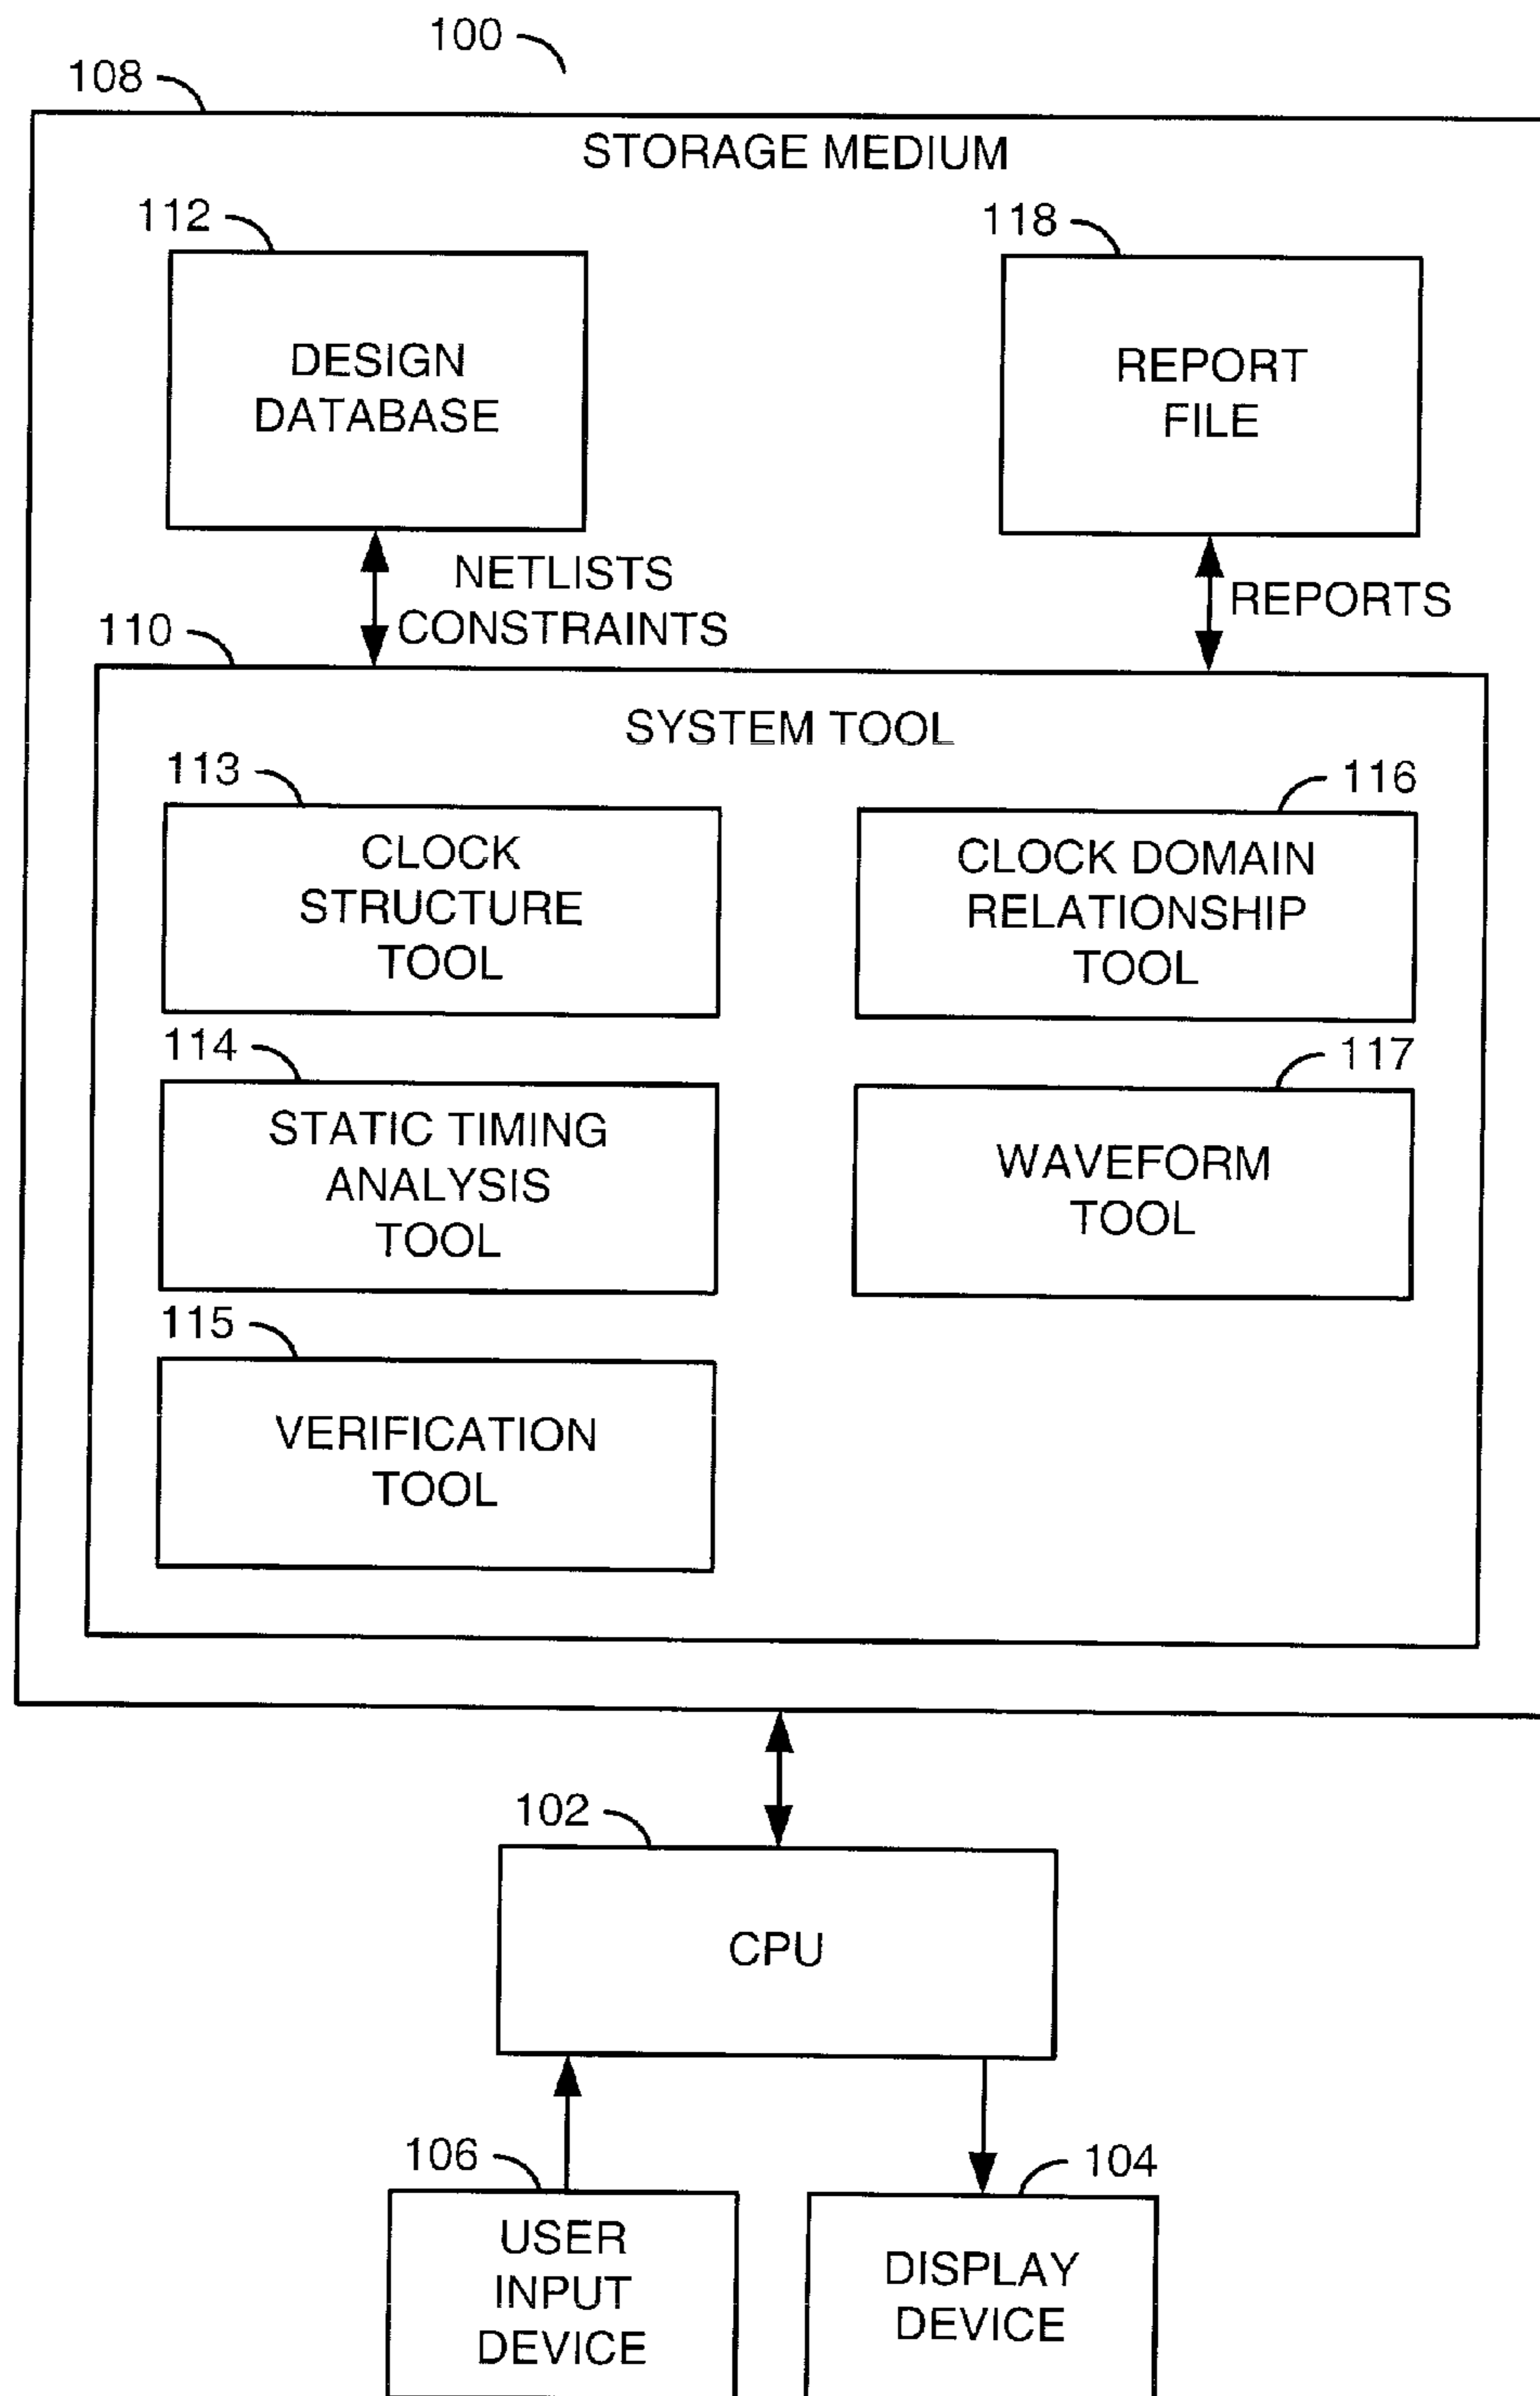 100
108
STORAGE MEDIUM
112
118
DESIGN
DATABASE
REPORT
FILE
NETLISTS
CONSTRAINTS
REPORTS
110
SYSTEM TOOL
113
116
CLOCK
STRUCTURE
TOOL
CLOCK DOMAIN
RELATIONSHIP
TOOL
114
117
STATIC TIMING
ANALYSIS
TOOL
WAVEFORM
TOOL
115
VERIFICATION
TOOL
102
CPU
106
104
USER
INPUT
DEVICE
DISPLAY
DEVICE